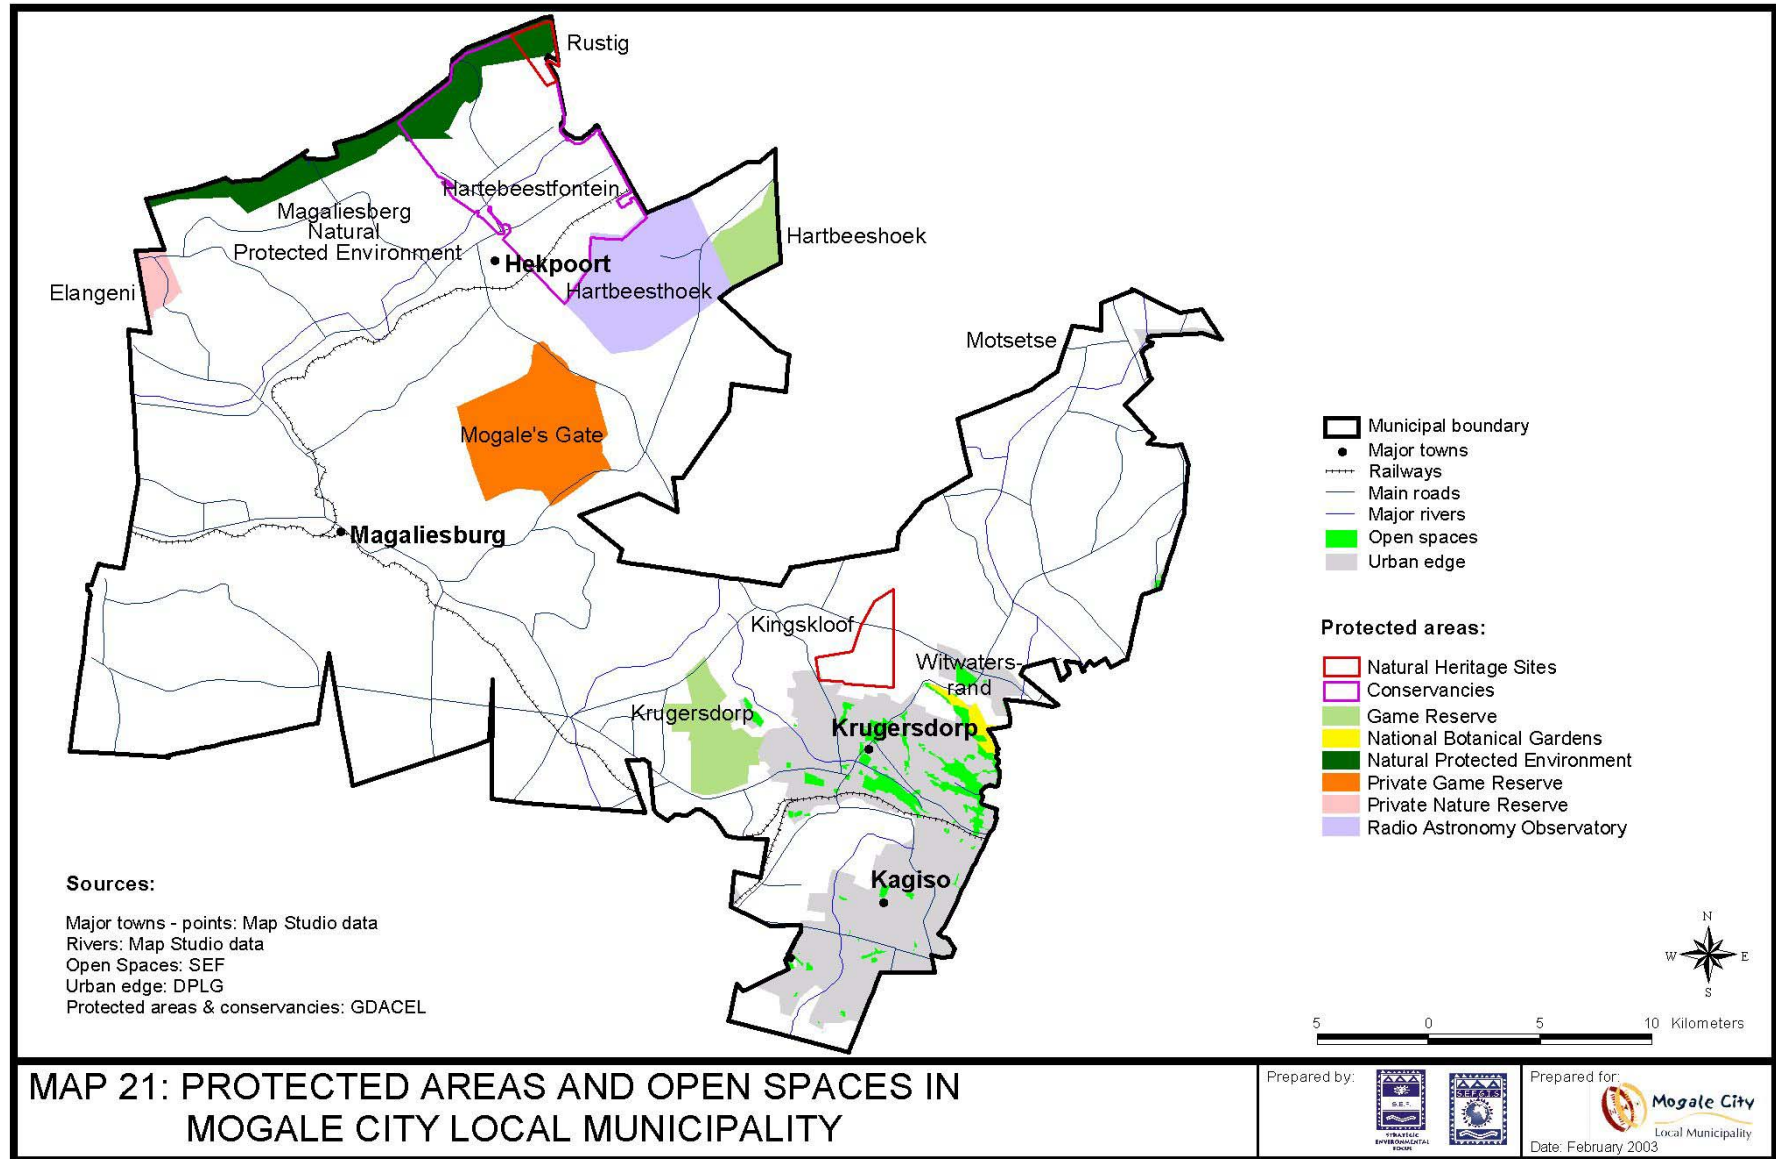 Rustig
Hartebeestfontein
Magaliesberg
Natural
Protected Environment
Hartbeeshoek
Hekpoort
Elangeni
Hartbeesthoek
Motsetse
Mogale's Gate
Magaliesburg
Kingskloof
Witwaters-
rand
Krugersdorp
Krugersdorp
Kagiso
Municipal boundary
Major towns
Railways
Main roads
Major rivers
Open spaces
Urban edge
Protected areas:
Natural Heritage Sites
Conservancies
Game Reserve
National Botanical Gardens
Natural Protected Environment
Private Game Reserve
Private Nature Reserve
Radio Astronomy Observatory
Sources:
Major towns - points: Map Studio data
Rivers: Map Studio data
Open Spaces: SEF
Urban edge: DPLG
Protected areas & conservancies: GDACEL
N
W E
S
5 0 5 10 Kilometers
MAP 21: PROTECTED AREAS AND OPEN SPACES IN
MOGALE CITY LOCAL MUNICIPALITY
Prepared by:
S.E.F.
STRATEGIC
ENVIRONMENTAL
FOCUS
S.E.F.G.I.S
Prepared for:
Mogale City
Local Municipality
Date: February 2003